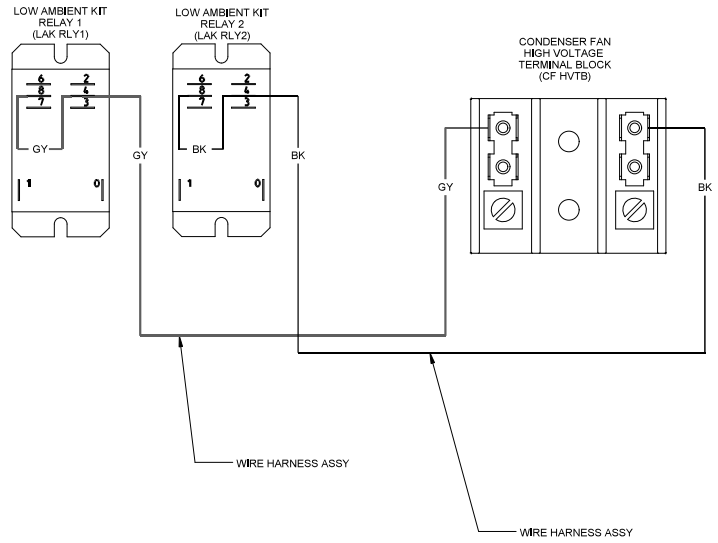 LOW AMBIENT KIT
RELAY 1
(LAK RLY1)
LOW AMBIENT KIT
RELAY 2
(LAK RLY2)
CONDENSER FAN
HIGH VOLTAGE
TERMINAL BLOCK
(CF HVTB)
6 2
8 4
7 3
GY
1 0
GY
6 2
8 4
7 3
BK
1 0
BK
GY
BK
WIRE HARNESS ASSY
WIRE HARNESS ASSY